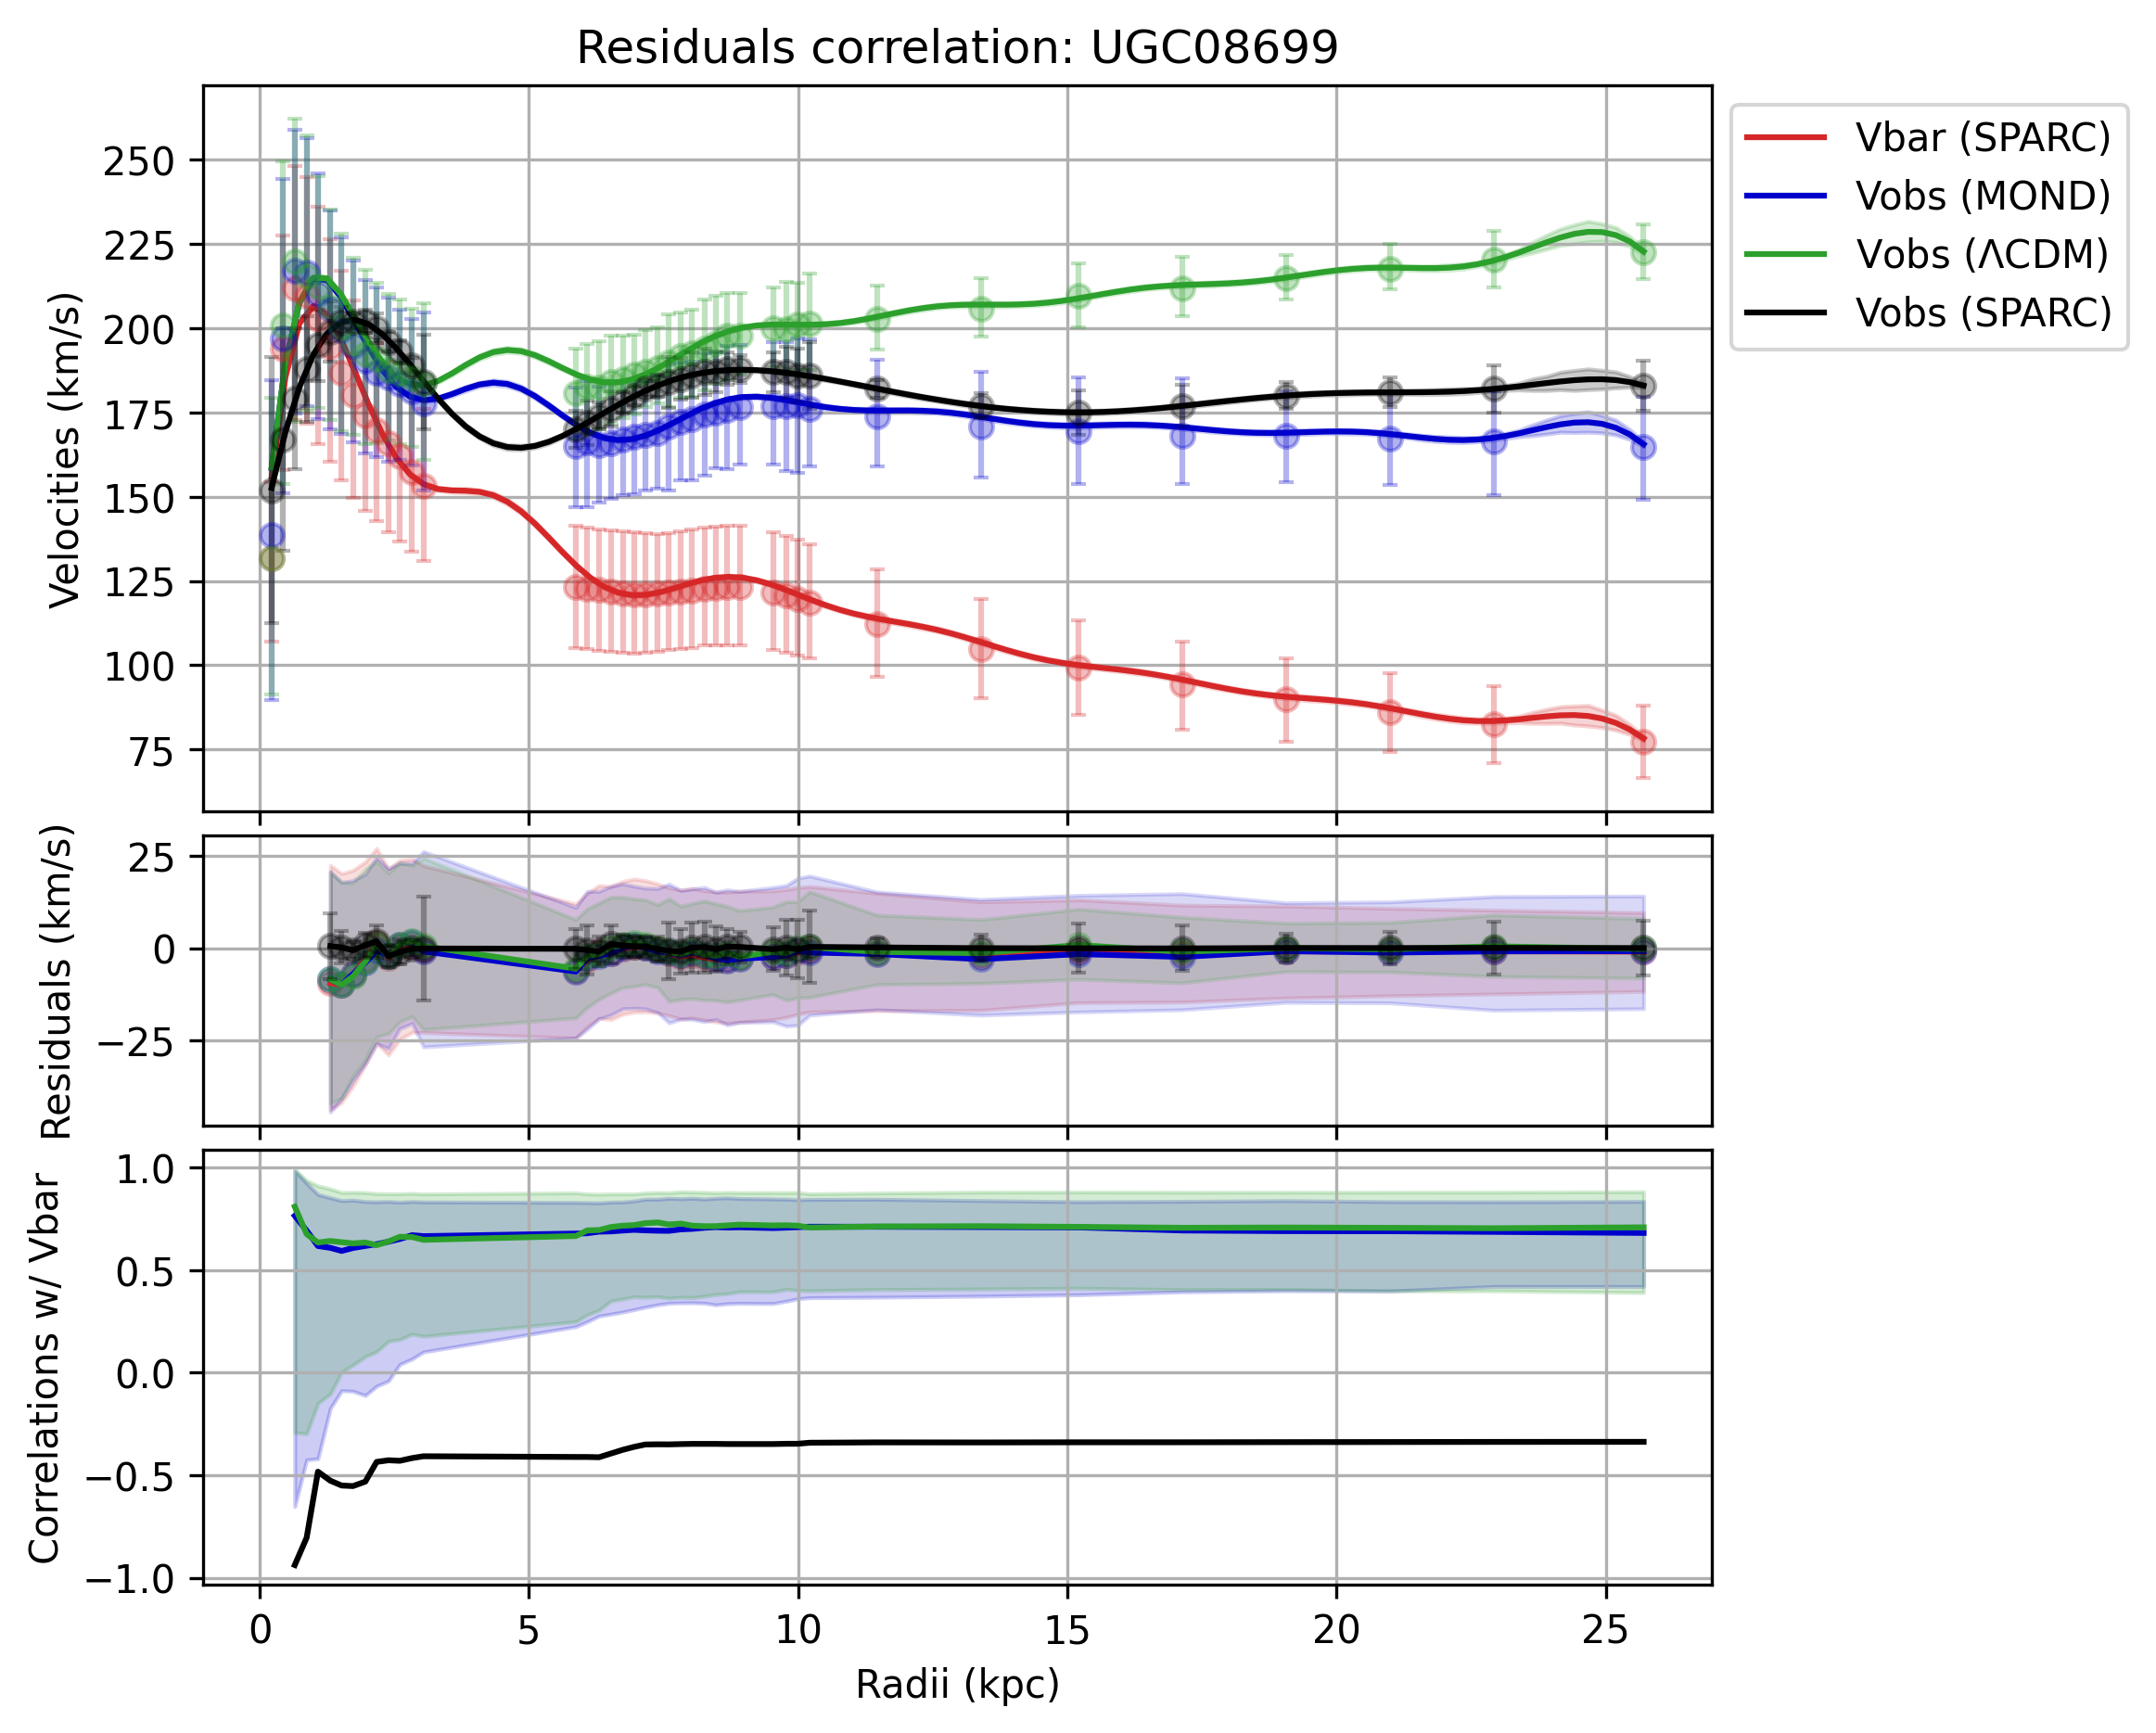 Residuals correlation: UGC08699
Velocities (km/s)
250
225
200
175
150
125
100
75
Vbar (SPARC)
Vobs (MOND)
Vobs (ΛCDM)
Vobs (SPARC)
Residuals (km/s)
25
0
−25
Correlations w/ Vbar
1.0
0.5
0.0
−0.5
−1.0
0 5 10 15 20 25
Radii (kpc)